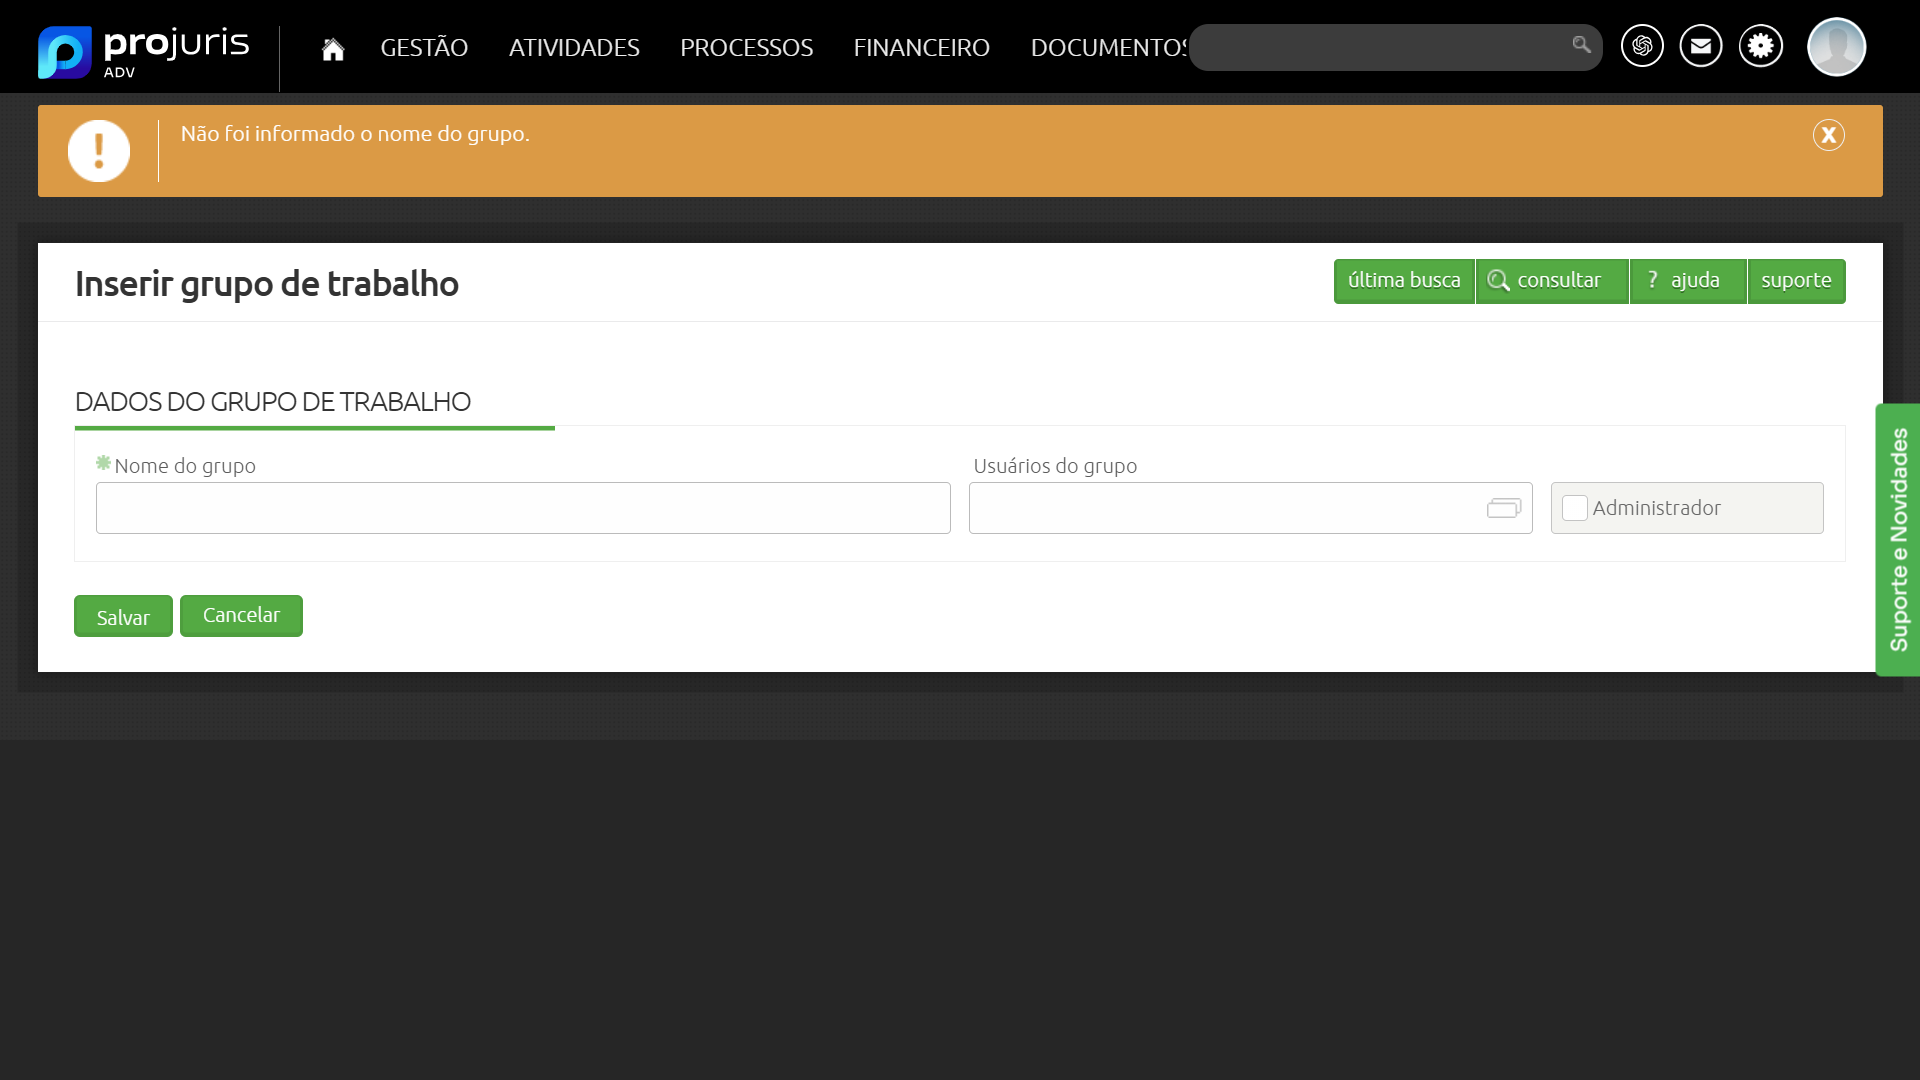 projuris
ADV
GESTÃO ATIVIDADES PROCESSOS FINANCEIRO DOCUMENTOS
Não foi informado o nome do grupo.
X
Inserir grupo de trabalho
última busca consultar ? ajuda suporte
DADOS DO GRUPO DE TRABALHO
Nome do grupo Usuários do grupo
Administrador
Salvar Cancelar
Suporte e Novidades